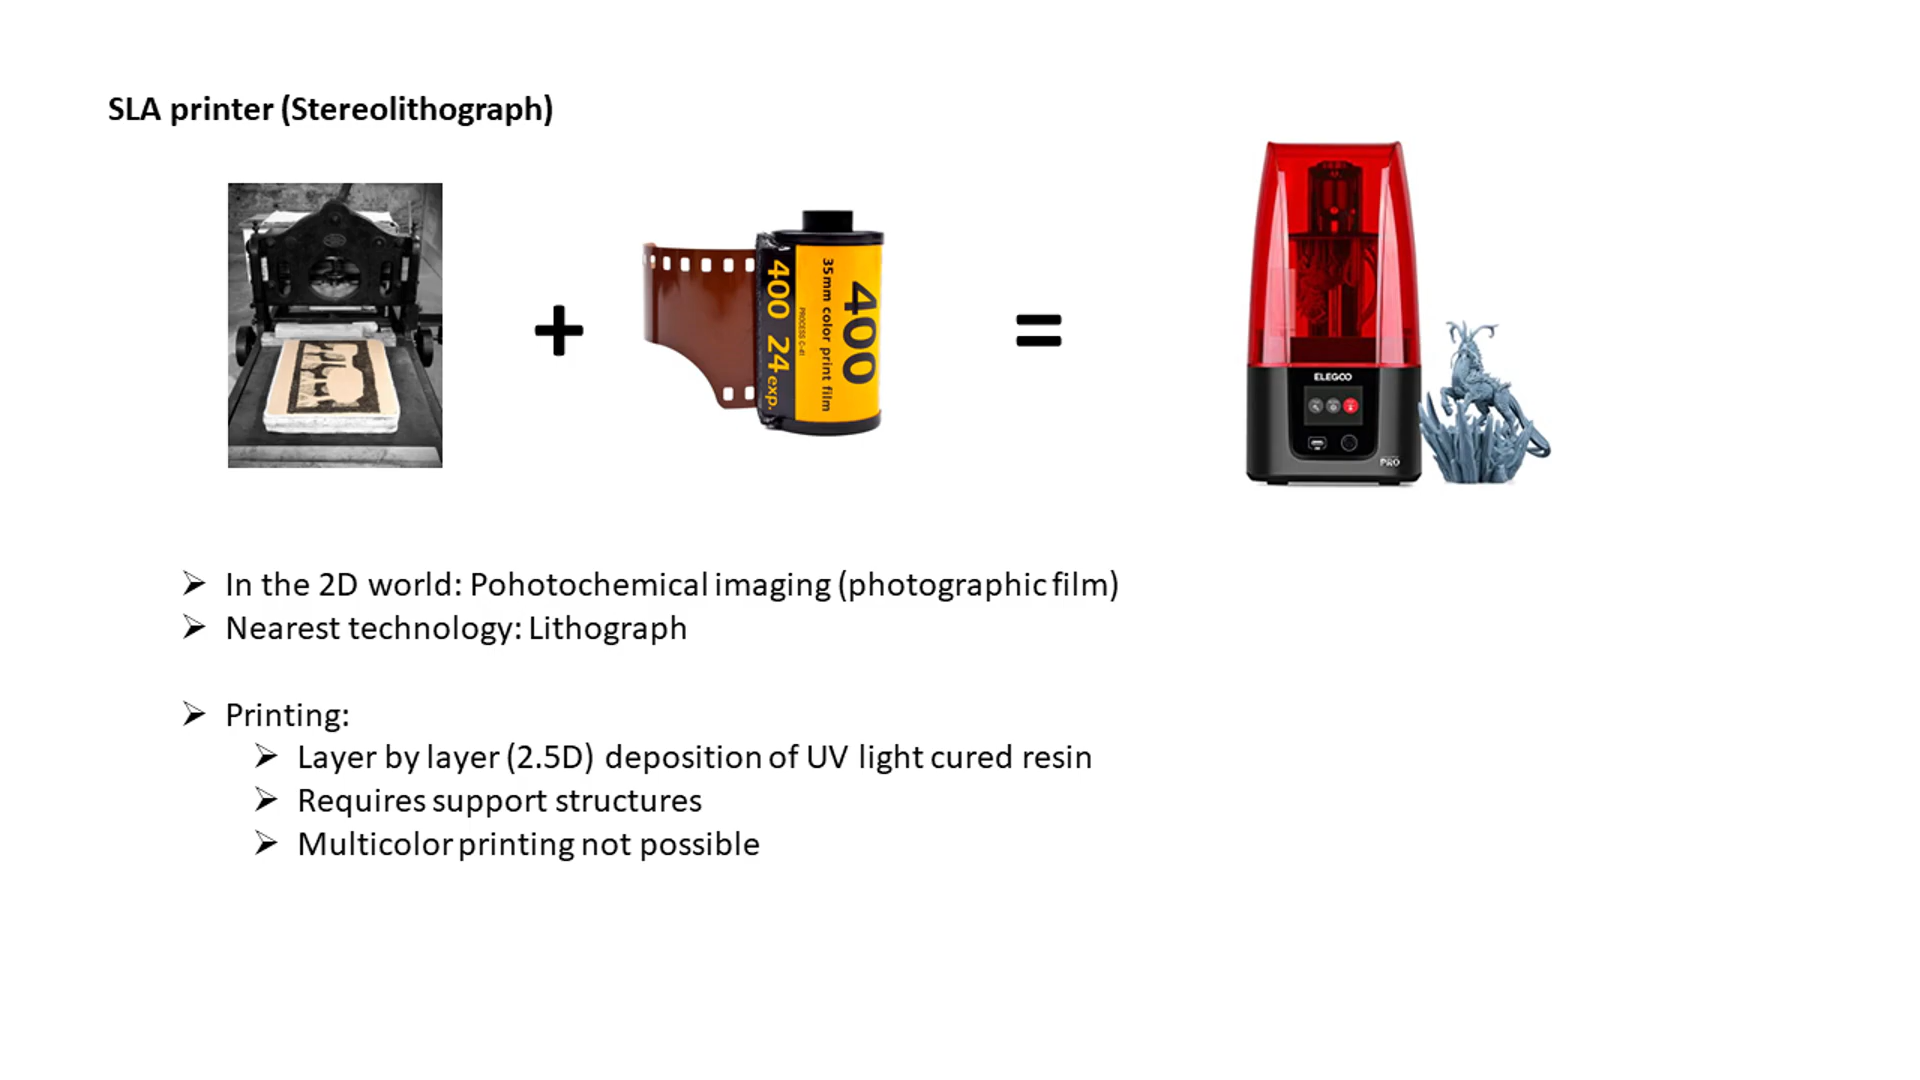 SLA printer (Stereolithograph)
400 24 exp.
PROCESS C-41
35mm color print film
400
+
=
ELEGOO
PRO
➢ In the 2D world: Pohotochemical imaging (photographic film)
➢ Nearest technology: Lithograph
➢ Printing:
➢ Layer by layer (2.5D) deposition of UV light cured resin
➢ Requires support structures
➢ Multicolor printing not possible